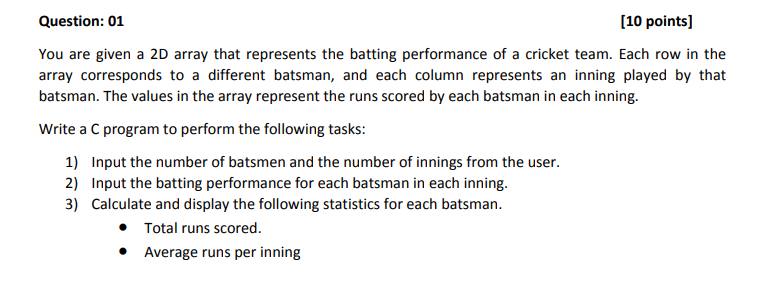 Question: 01 [10 points]
You are given a 2D array that represents the batting performance of a cricket team. Each row in the
array corresponds to a different batsman, and each column represents an inning played by that
batsman. The values in the array represent the runs scored by each batsman in each inning.
Write a C program to perform the following tasks:
1) Input the number of batsmen and the number of innings from the user.
2) Input the batting performance for each batsman in each inning.
3) Calculate and display the following statistics for each batsman.
• Total runs scored.
• Average runs per inning